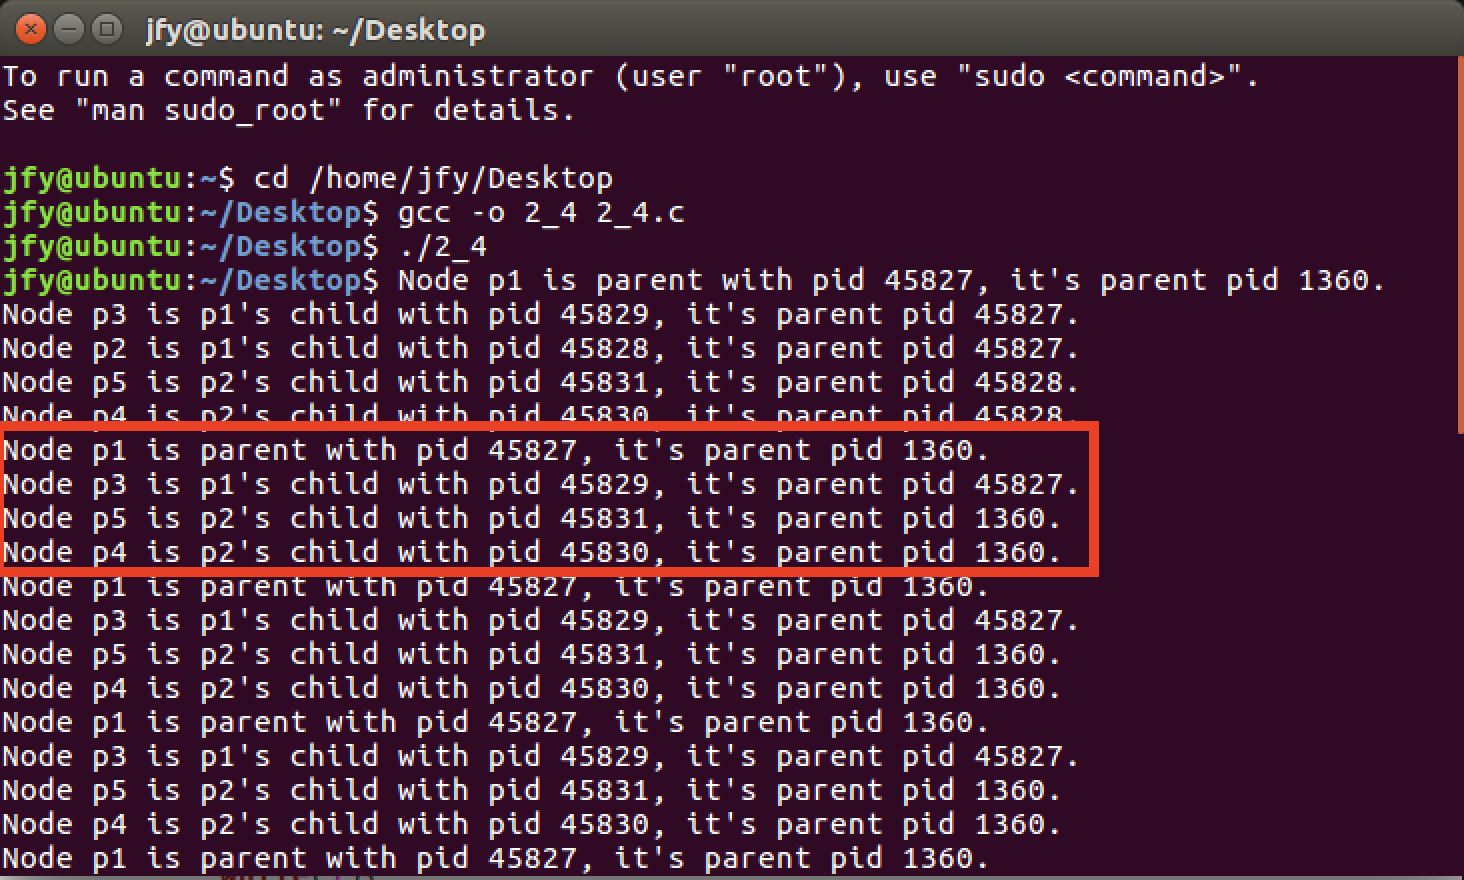 jfy@ubuntu: ~/Desktop
To run a command as administrator (user "root"), use "sudo <command>".
See "man sudo_root" for details.
jfy@ubuntu:~$ cd /home/jfy/Desktop
jfy@ubuntu:~/Desktop$ gcc -o 2_4 2_4.c
jfy@ubuntu:~/Desktop$ ./2_4
jfy@ubuntu:~/Desktop$ Node p1 is parent with pid 45827, it's parent pid 1360.
Node p3 is p1's child with pid 45829, it's parent pid 45827.
Node p2 is p1's child with pid 45828, it's parent pid 45827.
Node p5 is p2's child with pid 45831, it's parent pid 45828.
Node p4 is p2's child with pid 45830, it's parent pid 45828.
Node p1 is parent with pid 45827, it's parent pid 1360.
Node p3 is p1's child with pid 45829, it's parent pid 45827.
Node p5 is p2's child with pid 45831, it's parent pid 1360.
Node p4 is p2's child with pid 45830, it's parent pid 1360.
Node p1 is parent with pid 45827, it's parent pid 1360.
Node p3 is p1's child with pid 45829, it's parent pid 45827.
Node p5 is p2's child with pid 45831, it's parent pid 1360.
Node p4 is p2's child with pid 45830, it's parent pid 1360.
Node p1 is parent with pid 45827, it's parent pid 1360.
Node p3 is p1's child with pid 45829, it's parent pid 45827.
Node p5 is p2's child with pid 45831, it's parent pid 1360.
Node p4 is p2's child with pid 45830, it's parent pid 1360.
Node p1 is parent with pid 45827, it's parent pid 1360.